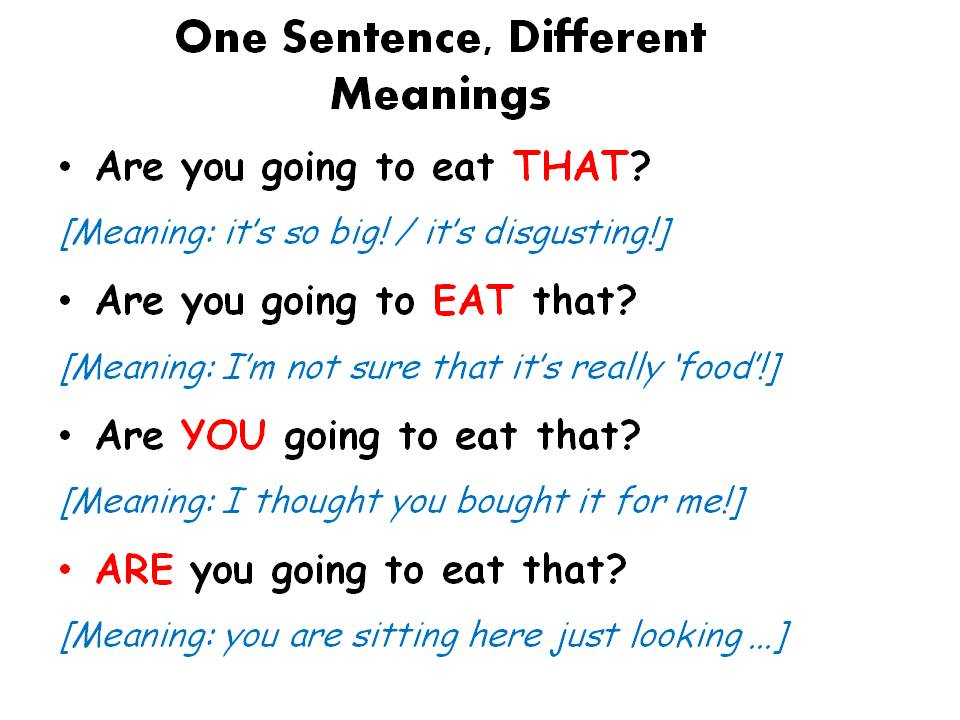 One Sentence, Different
Meanings
• Are you going to eat THAT?
[Meaning: it's so big! / it's disgusting!]
• Are you going to EAT that?
[Meaning: I'm not sure that it's really ‘food’!]
• Are YOU going to eat that?
[Meaning: I thought you bought it for me!]
• ARE you going to eat that?
[Meaning: you are sitting here just looking ...]